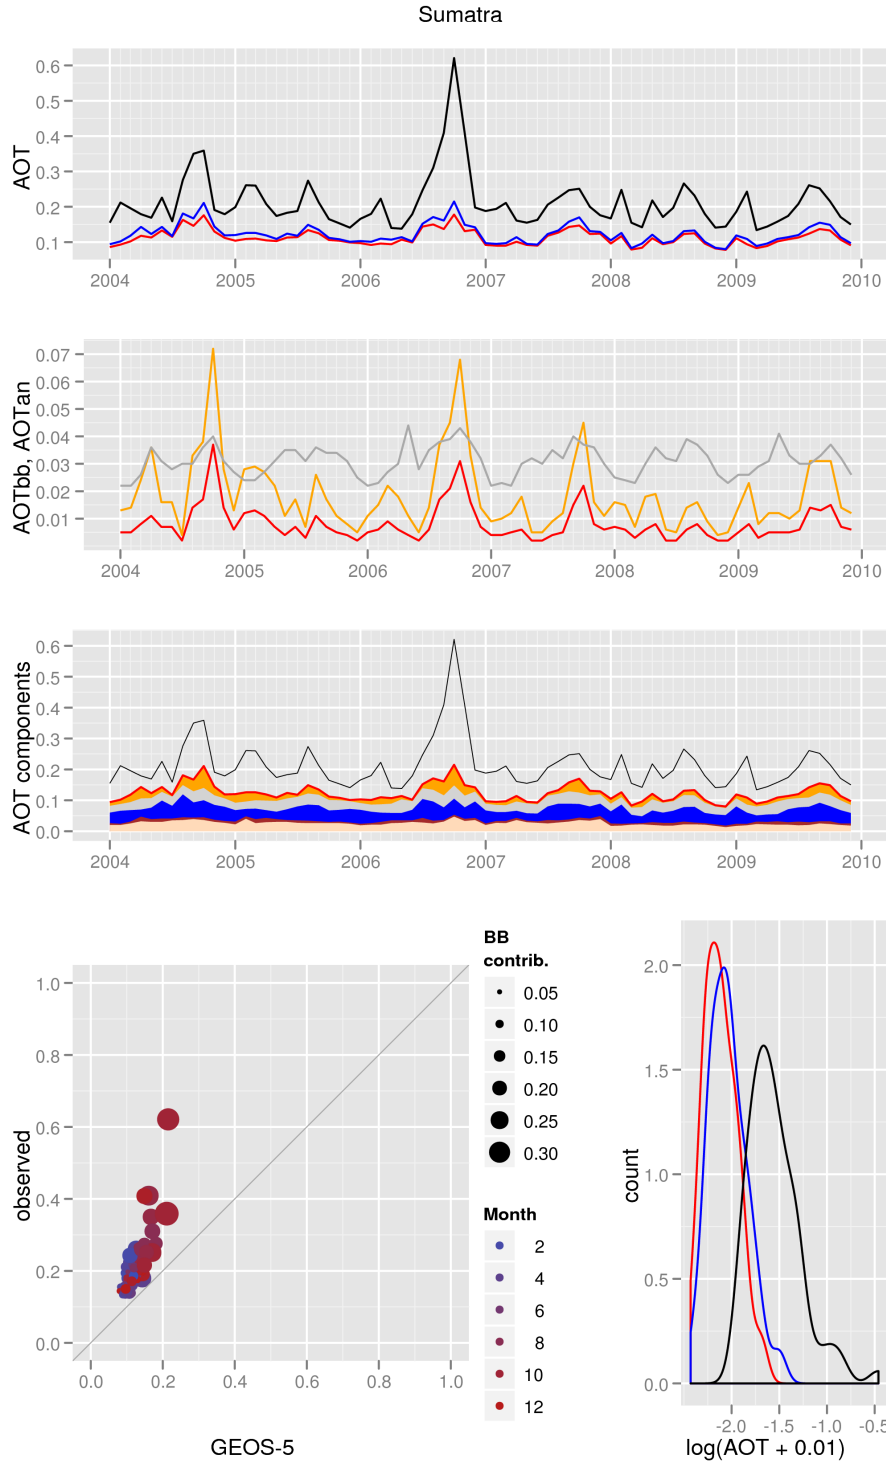 Sumatra
AOT
0.6
0.5
0.4
0.3
0.2
0.1
2004 2005 2006 2007 2008 2009 2010
AOTbb, AOTan
0.07
0.06
0.05
0.04
0.03
0.02
0.01
2004 2005 2006 2007 2008 2009 2010
AOT components
0.6
0.5
0.4
0.3
0.2
0.1
0.0
2004 2005 2006 2007 2008 2009 2010
observed
1.0
0.8
0.6
0.4
0.2
0.0
0.0 0.2 0.4 0.6 0.8 1.0
GEOS-5
BB
contrib.
0.05
0.10
0.15
0.20
0.25
0.30
Month
2
4
6
8
10
12
count
2.0
1.5
1.0
0.5
0.0
-2.0 -1.5 -1.0 -0.5
log(AOT + 0.01)